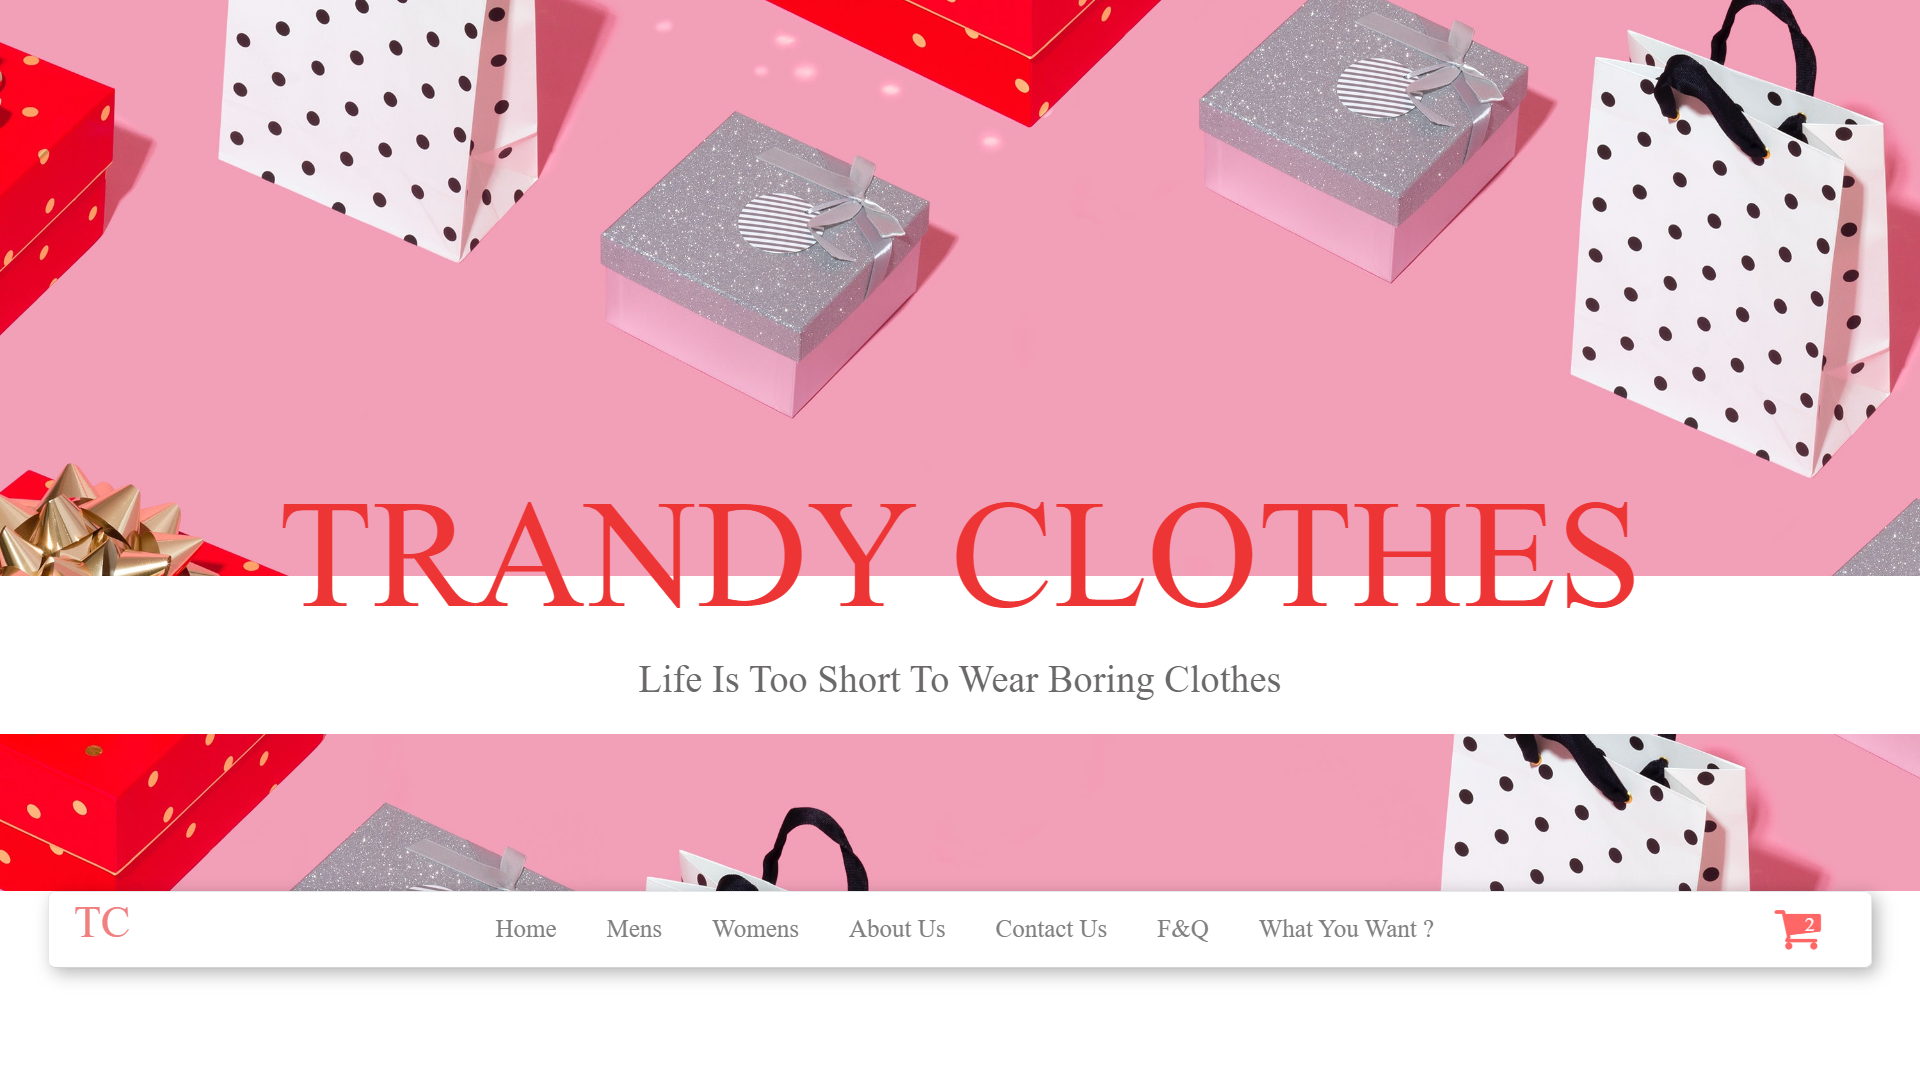 TRANDY CLOTHES
Life Is Too Short To Wear Boring Clothes
TC Home Mens Womens About Us Contact Us F&Q What You Want ? 2